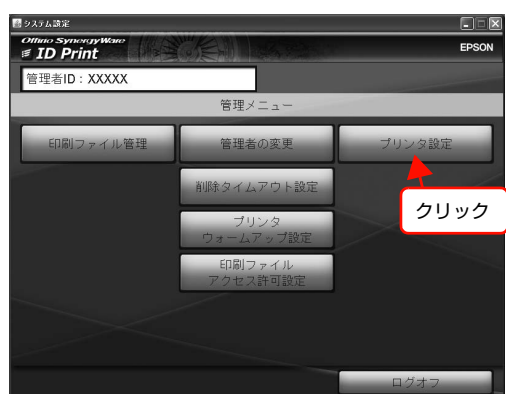 システム設定
Offirio SynergyWare
ID Print
EPSON
管理者ID：XXXXX
管理メニュー
印刷ファイル管理
管理者の変更
プリンタ設定
削除タイムアウト設定
クリック
プリンタ
ウォームアップ設定
印刷ファイル
アクセス許可設定
ログオフ